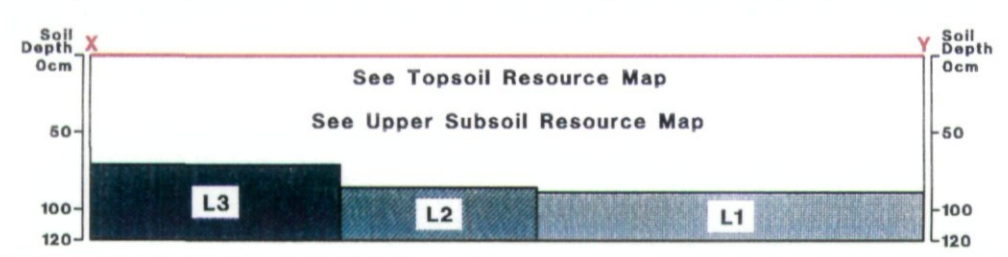 Soil
Depth
X
0cm
Y
Soil
Depth
0cm
See Topsoil Resource Map
See Upper Subsoil Resource Map
50
50
L3
L2
L1
100
100
120
120